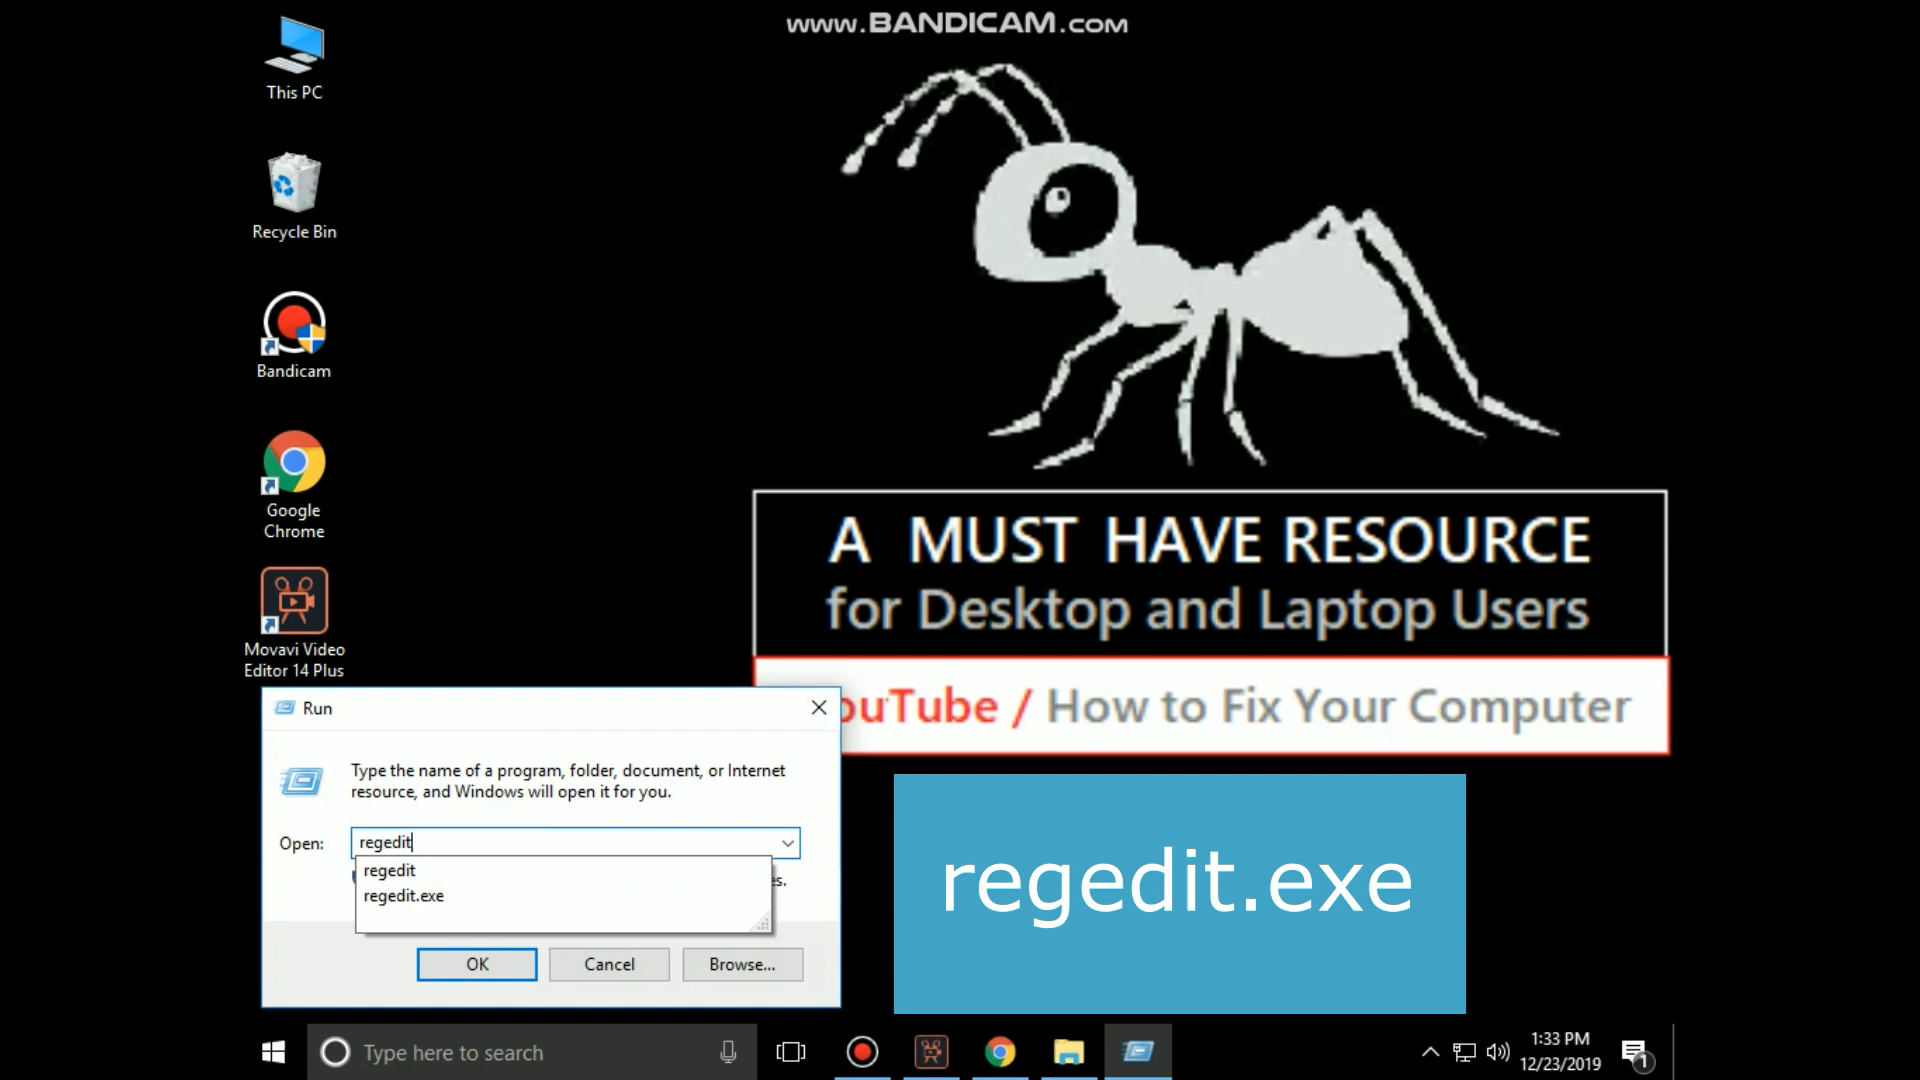 www.BANDICAM.com
This PC
Recycle Bin
Bandicam
Google
Chrome
Movavi Video
Editor 14 Plus
A MUST HAVE RESOURCE
for Desktop and Laptop Users
ouTube / How to Fix Your Computer
Run
Type the name of a program, folder, document, or Internet
resource, and Windows will open it for you.
Open:
regedit
regedit
regedit.exe
es.
OK
Cancel
Browse...
regedit.exe
Type here to search
1:33 PM
12/23/2019
1